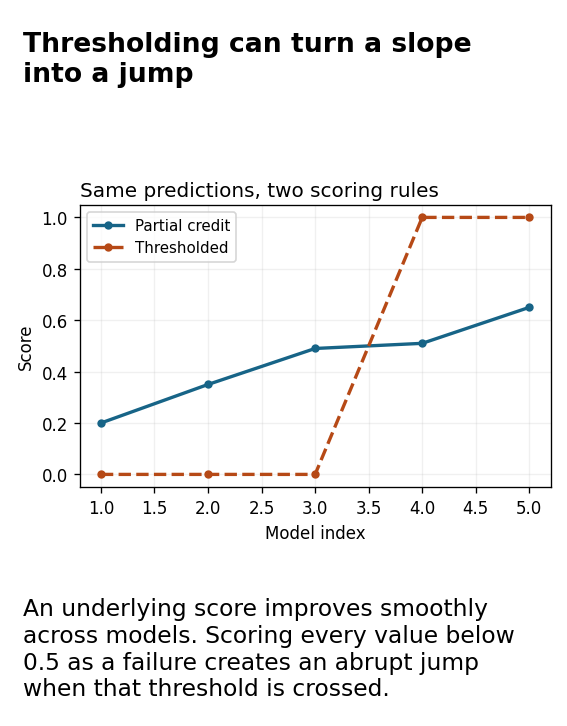 Thresholding can turn a slope
into a jump
Same predictions, two scoring rules
Partial credit
Thresholded
1.0
0.8
0.6
0.4
0.2
0.0
Score
1.0 1.5 2.0 2.5 3.0 3.5 4.0 4.5 5.0
Model index
An underlying score improves smoothly
across models. Scoring every value below
0.5 as a failure creates an abrupt jump
when that threshold is crossed.